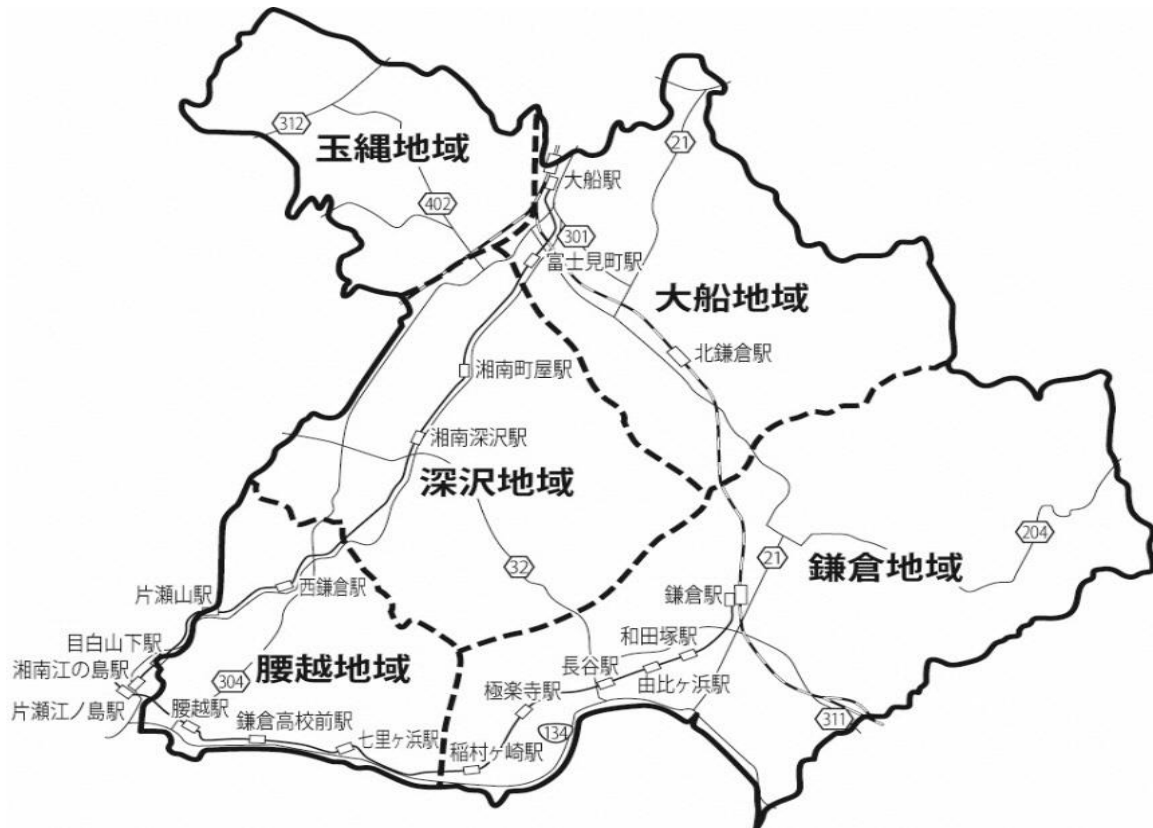 312
玉縄地域
21
大船駅
402
301
富士見町駅
大船地域
北鎌倉駅
湘南町屋駅
湘南深沢駅
深沢地域
204
32
21
鎌倉地域
西鎌倉駅
鎌倉駅
片瀬山駅
和田塚駅
目白山下駅
長谷駅
湘南江の島駅
304
腰越地域
由比ヶ浜駅
極楽寺駅
片瀬江ノ島駅
腰越駅
鎌倉高校前駅
311
134
七里ヶ浜駅
稲村ヶ崎駅